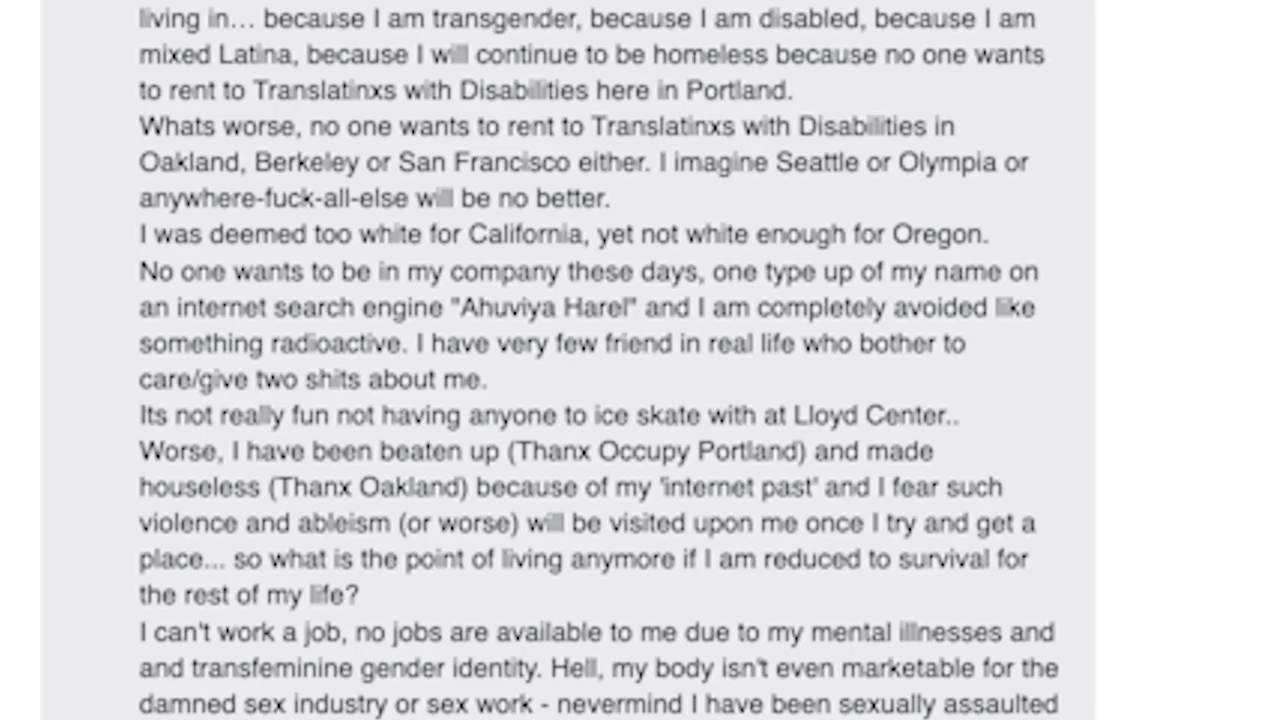 living in... because I am transgender, because I am disabled, because I am
mixed Latina, because I will continue to be homeless because no one wants
to rent to Translatinxs with Disabilities here in Portland.
Whats worse, no one wants to rent to Translatinxs with Disabilities in
Oakland, Berkeley or San Francisco either. I imagine Seattle or Olympia or
anywhere-fuck-all-else will be no better.
I was deemed too white for California, yet not white enough for Oregon.
No one wants to be in my company these days, one type up of my name on
an internet search engine "Ahuviya Harel" and I am completely avoided like
something radioactive. I have very few friend in real life who bother to
care/give two shits about me.
Its not really fun not having anyone to ice skate with at Lloyd Center..
Worse, I have been beaten up (Thanx Occupy Portland) and made
houseless (Thanx Oakland) because of my 'internet past' and I fear such
violence and ableism (or worse) will be visited upon me once I try and get a
place... so what is the point of living anymore if I am reduced to survival for
the rest of my life?
I can't work a job, no jobs are available to me due to my mental illnesses and
and transfeminine gender identity. Hell, my body isn't even marketable for the
damned sex industry or sex work - nevermind I have been sexually assaulted